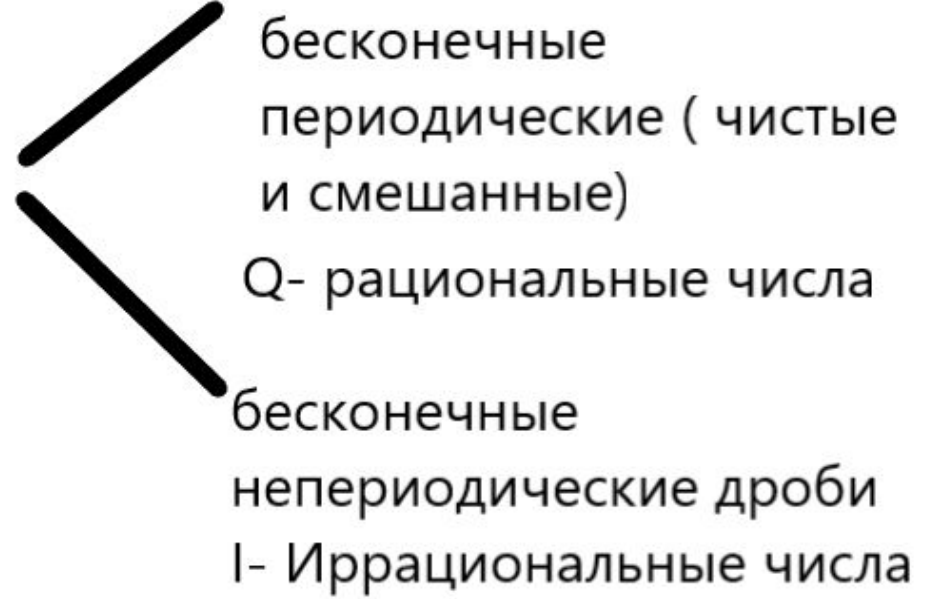 бесконечные
периодические ( чистые
и смешанные)
Q- рациональные числа
бесконечные
непериодические дроби
I- Иррациональные числа